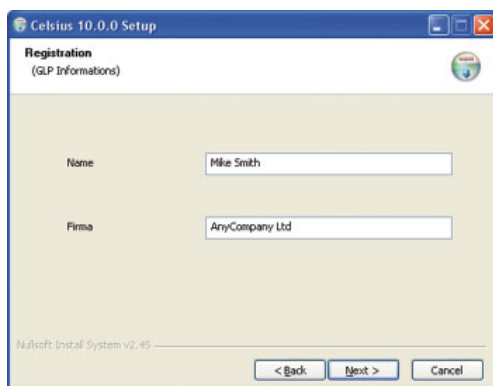 Celsius 10.0.0 Setup
Registration
(GLP Informations)
Name
Mike Smith
Firma
AnyCompany Ltd
Nullsoft Install System v2.45
< Back
Next >
Cancel